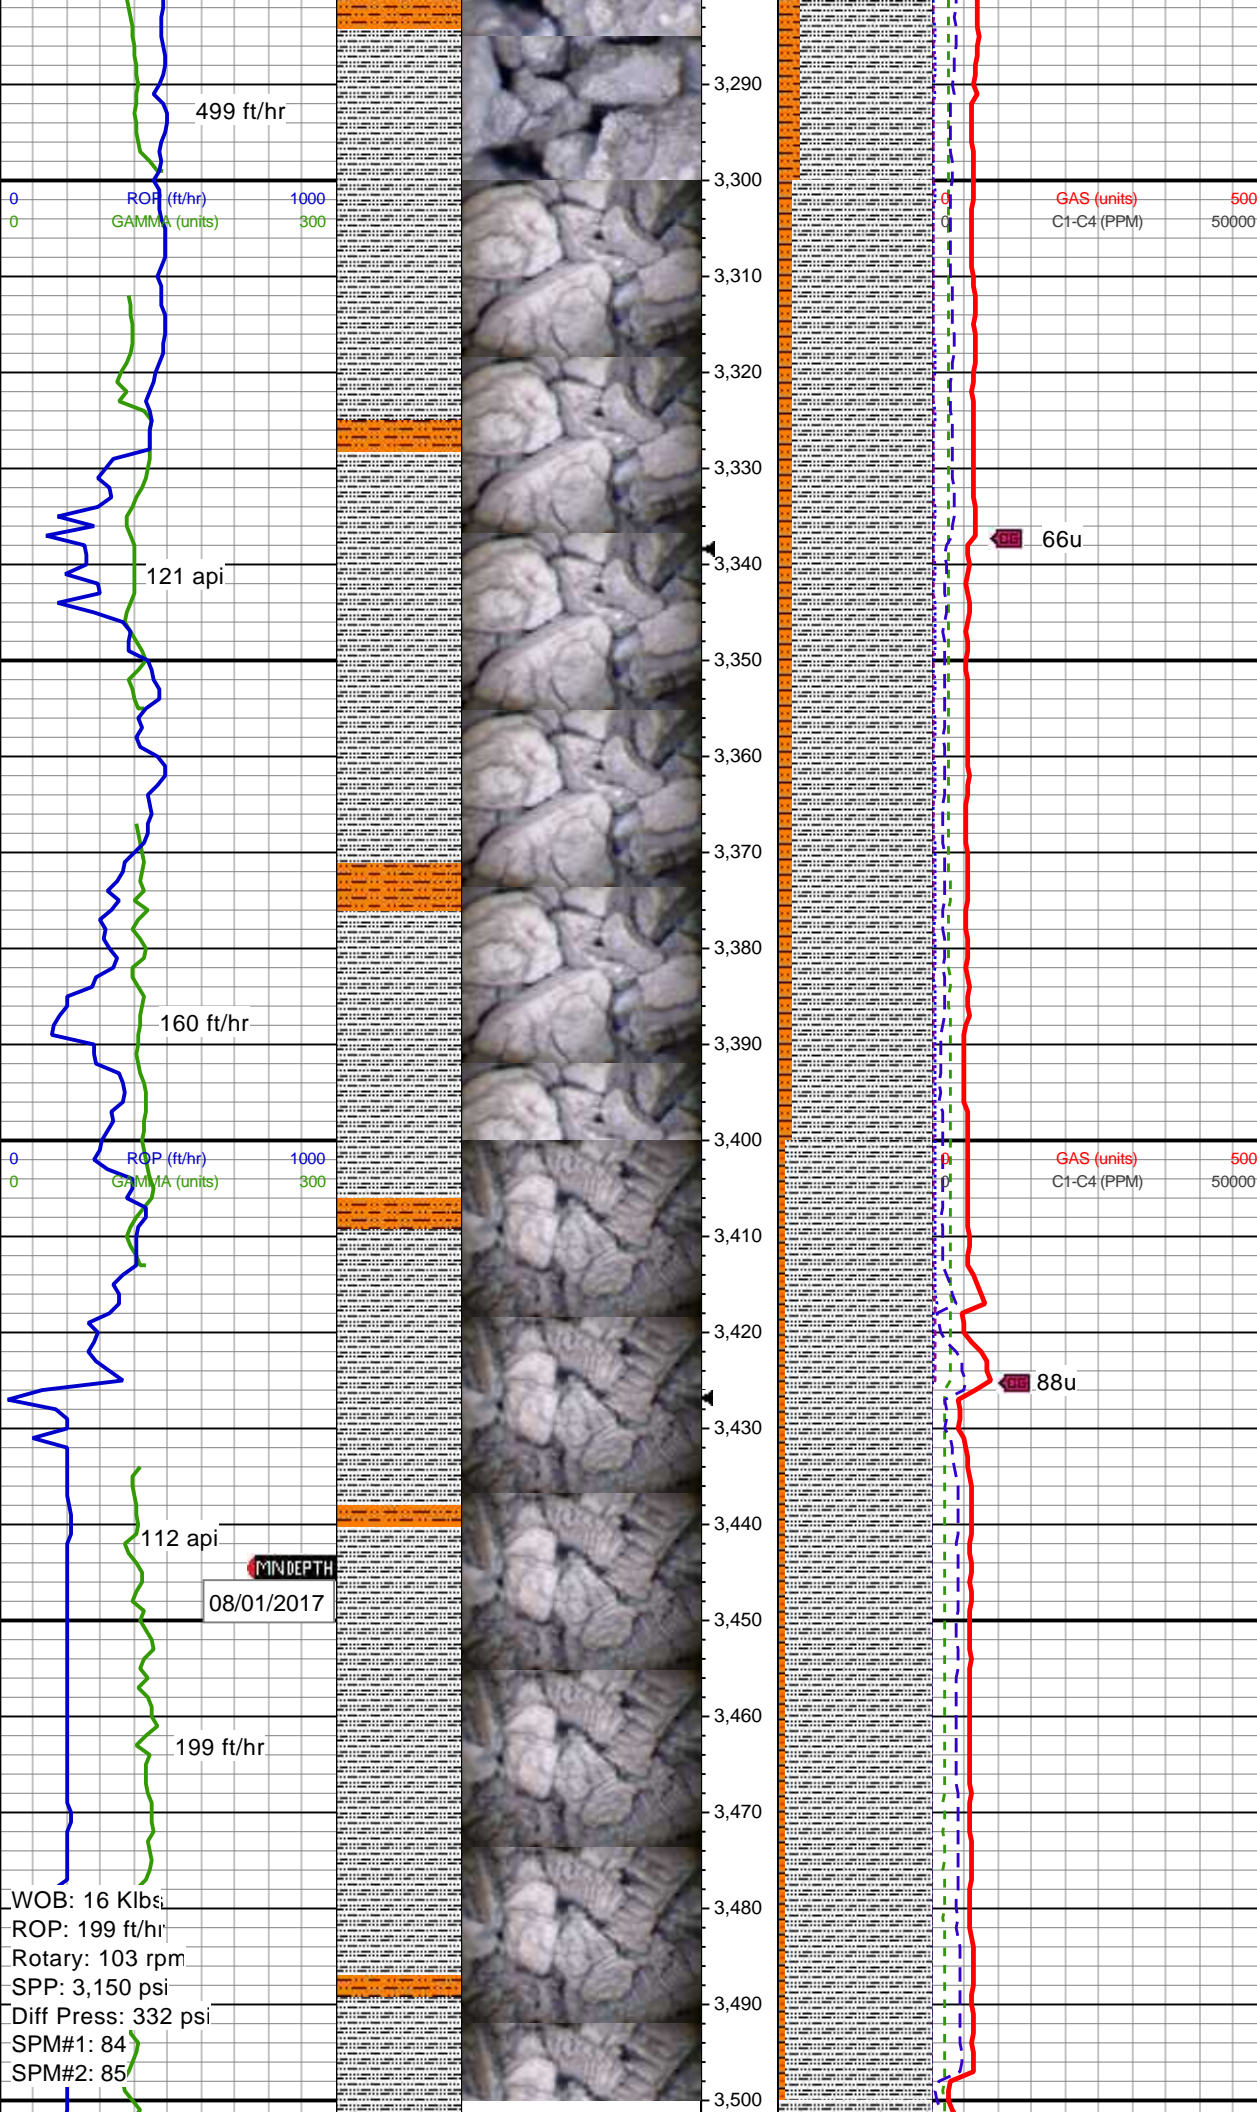 3,290
499 ft/hr
3,300
0 ROP (ft/hr) 1000
0 GAMMA (units) 300
0 GAS (units) 500
0 C1-C4 (PPM) 50000
3,310
3,320
3,330
CG 66u
3,340
121 api
3,350
3,360
3,370
3,380
160 ft/hr
3,390
3,400
0 ROP (ft/hr) 1000
0 GAMMA (units) 300
0 GAS (units) 500
0 C1-C4 (PPM) 50000
3,410
3,420
CG 88u
3,430
3,440
112 api
MN DEPTH
08/01/2017
3,450
3,460
199 ft/hr
3,470
3,480
3,490
3,500
WOB: 16 Klbs
ROP: 199 ft/hr
Rotary: 103 rpm
SPP: 3,150 psi
Diff Press: 332 psi
SPM#1: 84
SPM#2: 85